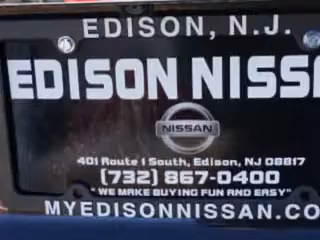 EDISON, N.J.
EDISON NISSA
NISSAN
401 Route 1 South, Edison, NJ 08817
(732) 867-0400
"WE MAKE BUYING FUN AND EASY"
MYEDISONNISSAN.CO